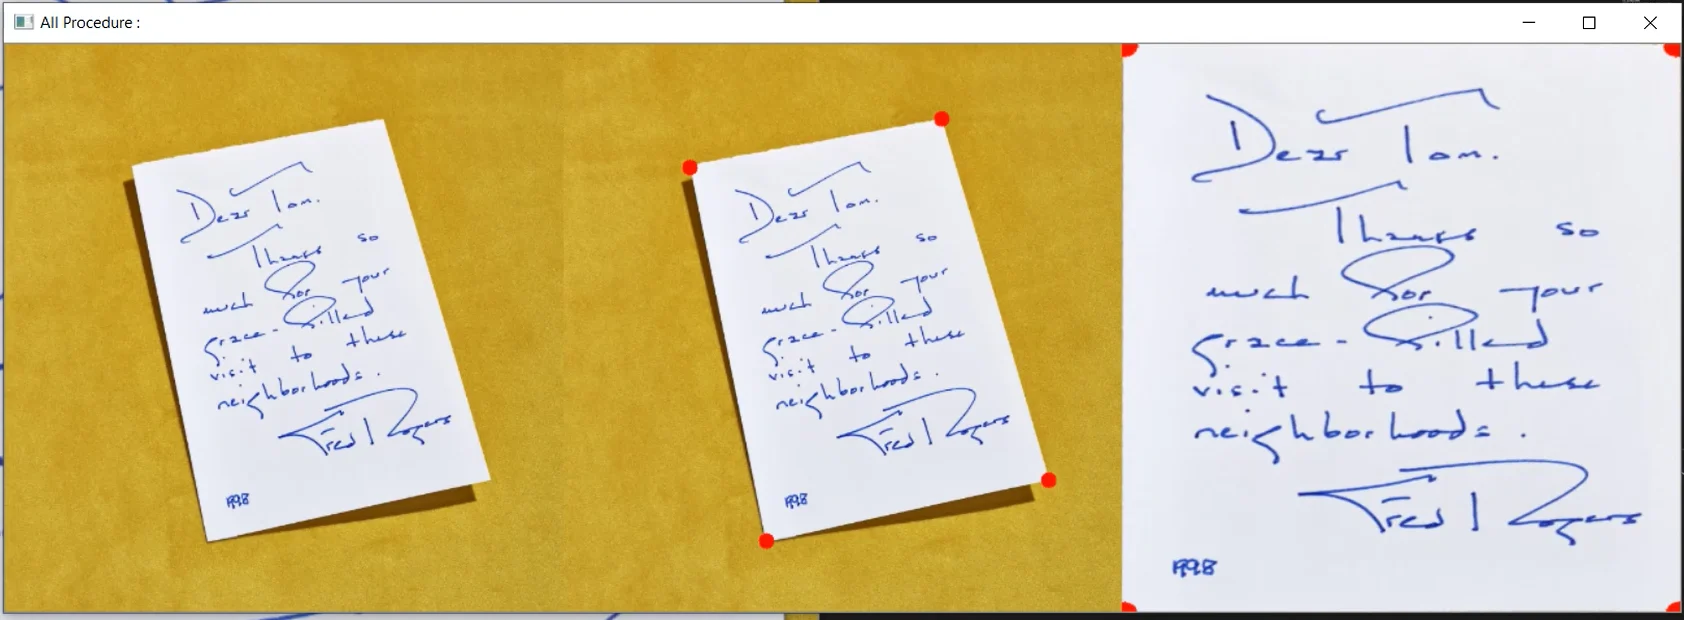 All Procedure :
Dear Tom.
Thanks so
much for your
grace-filled
visit to these
neighborhoods.
Fred Rogers
1998
Dear Tom.
Thanks so
much for your
grace-filled
visit to these
neighborhoods.
Fred Rogers
1998
Dear Tom.
Thanks so
much for your
grace-filled
visit to these
neighborhoods.
Fred Rogers
1998